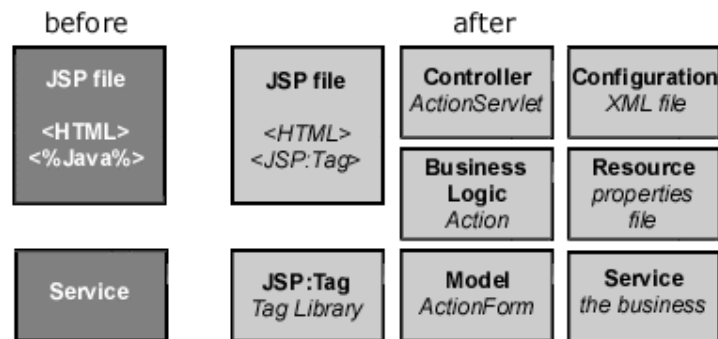 before
after
JSP file
<HTML>
<%Java%>
Service
JSP file
<HTML>
<JSP:Tag>
JSP:Tag
Tag Library
Controller
ActionServlet
Business
Logic
Action
Model
ActionForm
Configuration
XML file
Resource
properties
file
Service
the business